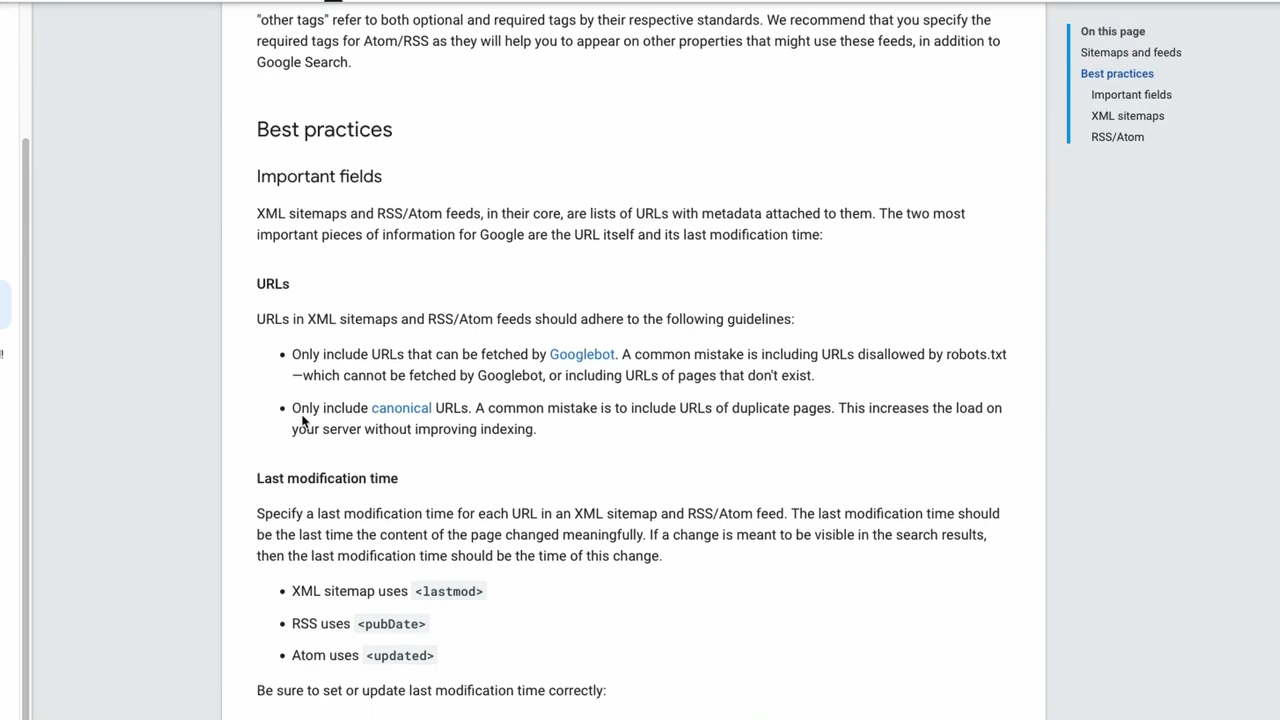 "other tags" refer to both optional and required tags by their respective standards. We recommend that you specify the
required tags for Atom/RSS as they will help you to appear on other properties that might use these feeds, in addition to
Google Search.
Best practices
Important fields
XML sitemaps and RSS/Atom feeds, in their core, are lists of URLs with metadata attached to them. The two most
important pieces of information for Google are the URL itself and its last modification time:
URLs
URLs in XML sitemaps and RSS/Atom feeds should adhere to the following guidelines:
• Only include URLs that can be fetched by Googlebot. A common mistake is including URLs disallowed by robots.txt
—which cannot be fetched by Googlebot, or including URLs of pages that don't exist.
• Only include canonical URLs. A common mistake is to include URLs of duplicate pages. This increases the load on
your server without improving indexing.
Last modification time
Specify a last modification time for each URL in an XML sitemap and RSS/Atom feed. The last modification time should
be the last time the content of the page changed meaningfully. If a change is meant to be visible in the search results,
then the last modification time should be the time of this change.
• XML sitemap uses <lastmod>
• RSS uses <pubDate>
• Atom uses <updated>
Be sure to set or update last modification time correctly:
On this page
Sitemaps and feeds
Best practices
Important fields
XML sitemaps
RSS/Atom